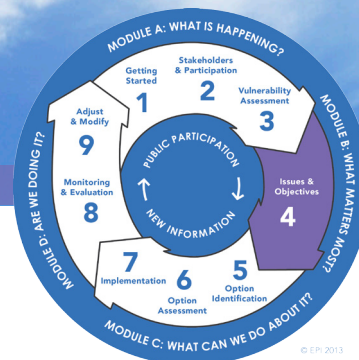 MODULE A: WHAT IS HAPPENING?
Getting
Started
1
Stakeholders
& Participation
2
Vulnerability
Assessment
3
MODULE B: WHAT MATTERS MOST?
Issues &
Objectives
4
MODULE C: WHAT CAN WE DO ABOUT IT?
5
Option
Identification
6
Option
Assessment
7
Implementation
MODULE D: ARE WE DOING IT?
Monitoring
& Evaluation
8
Adjust
& Modify
9
PUBLIC PARTICIPATION
NEW INFORMATION
© EPI 2013